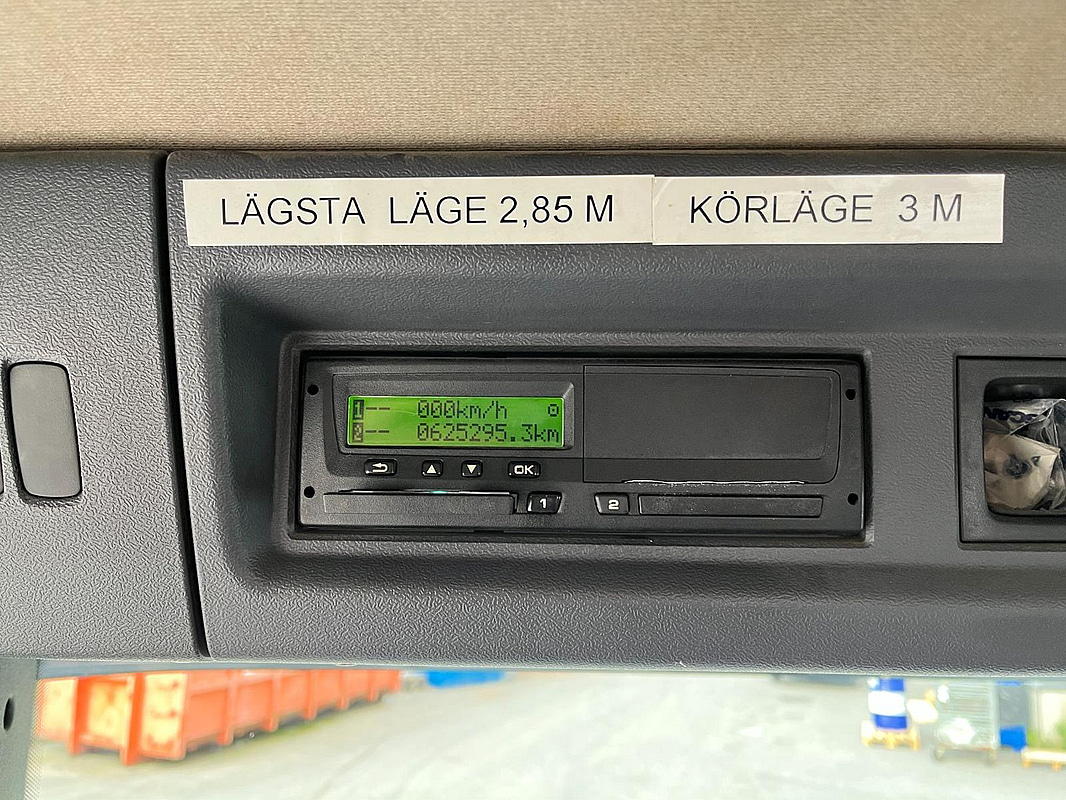 LÄGSTA LÄGE 2,85 M KÖRLÄGE 3 M
1-- 000km/h
2-- 0625295.3km
OK
1 2